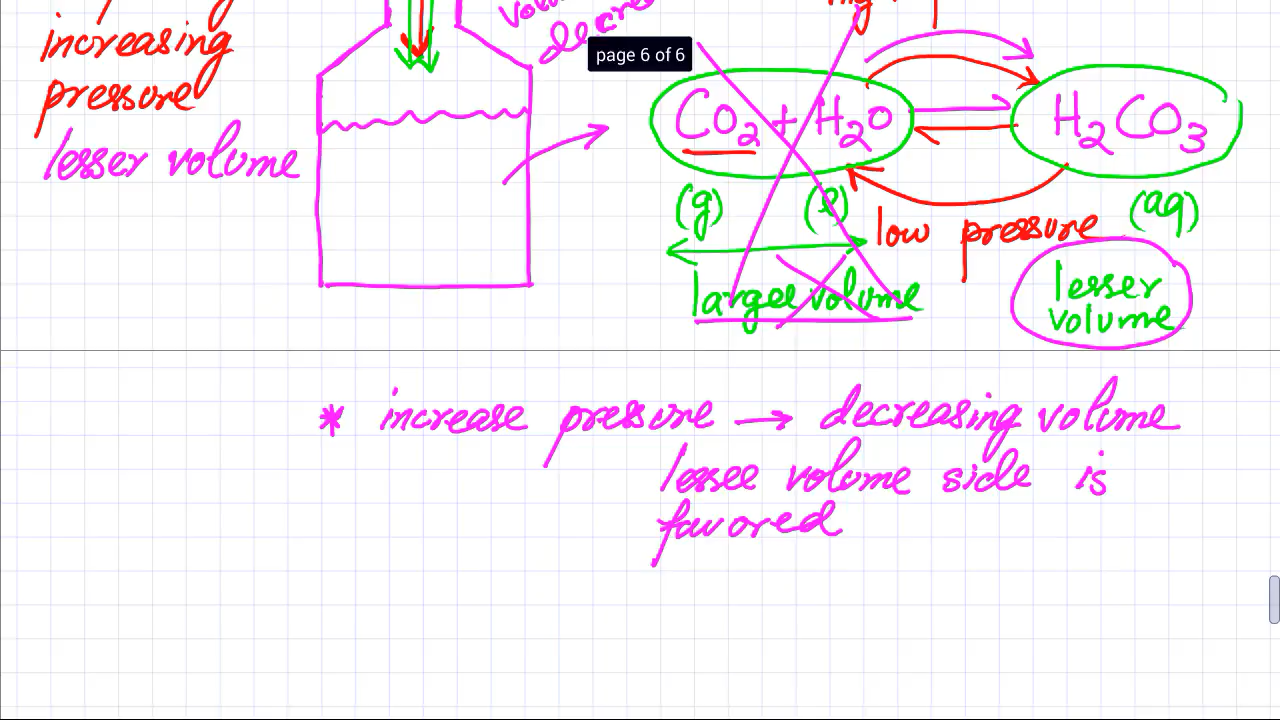 increasing
pressure
lesser volume
page 6 of 6
CO2 + H2O
H2CO3
(g)
(l)
(aq)
low pressure
larger volume
lesser
volume
* increase pressure → decreasing volume
lesser volume side is
favored